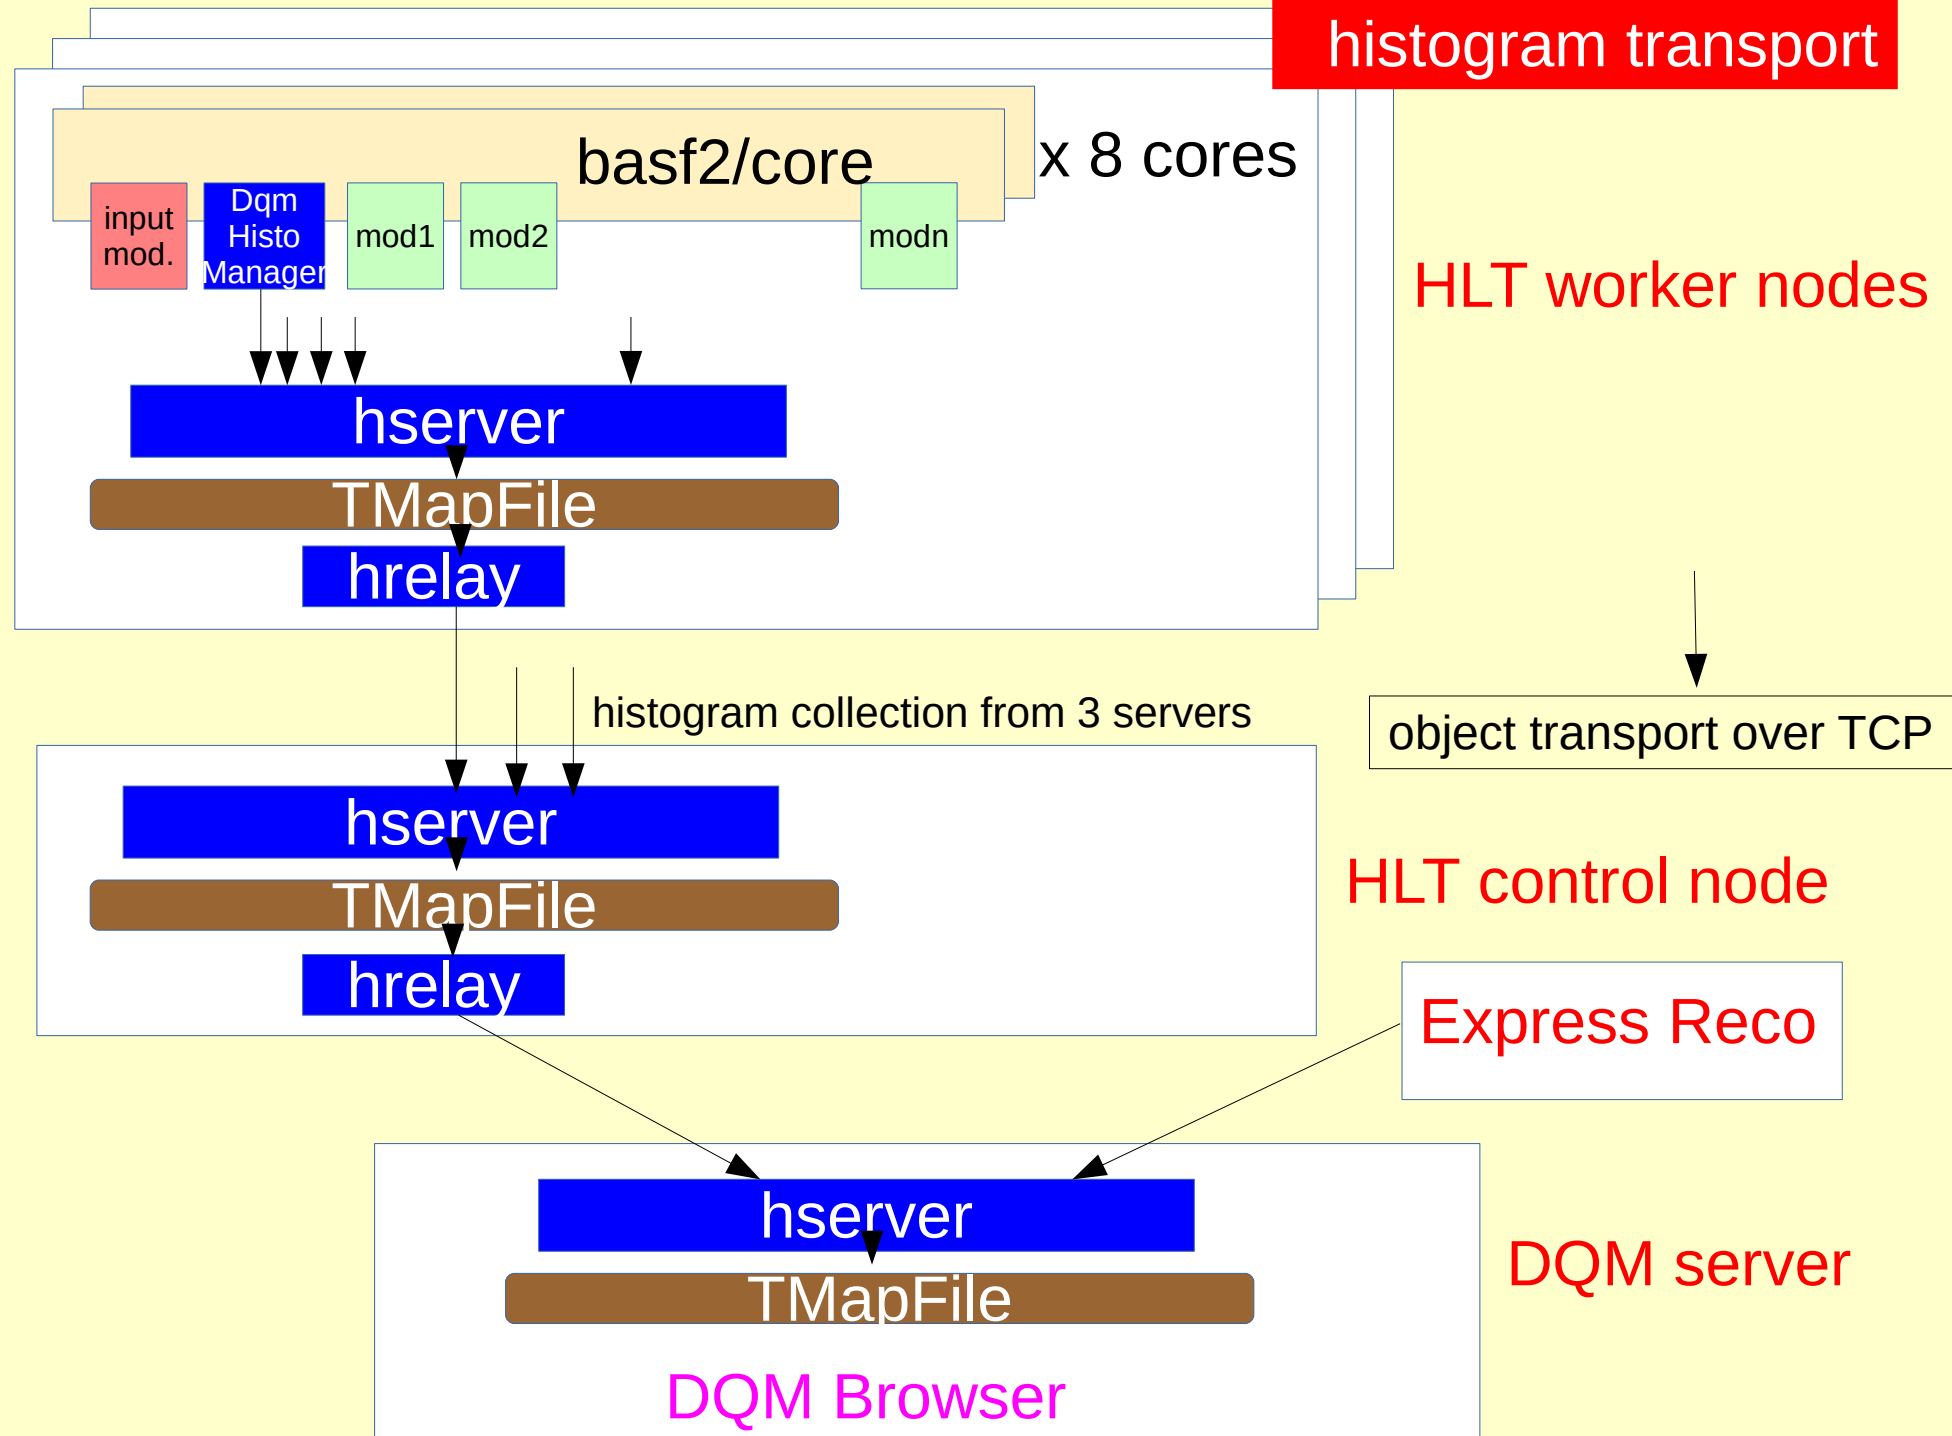 histogram transport
basf2/core
x 8 cores
input
mod.
Dqm
Histo
Manager
mod1
mod2
modn
HLT worker nodes
hserver
TMapFile
hrelay
histogram collection from 3 servers
object transport over TCP
hserver
TMapFile
hrelay
HLT control node
Express Reco
hserver
TMapFile
DQM server
DQM Browser